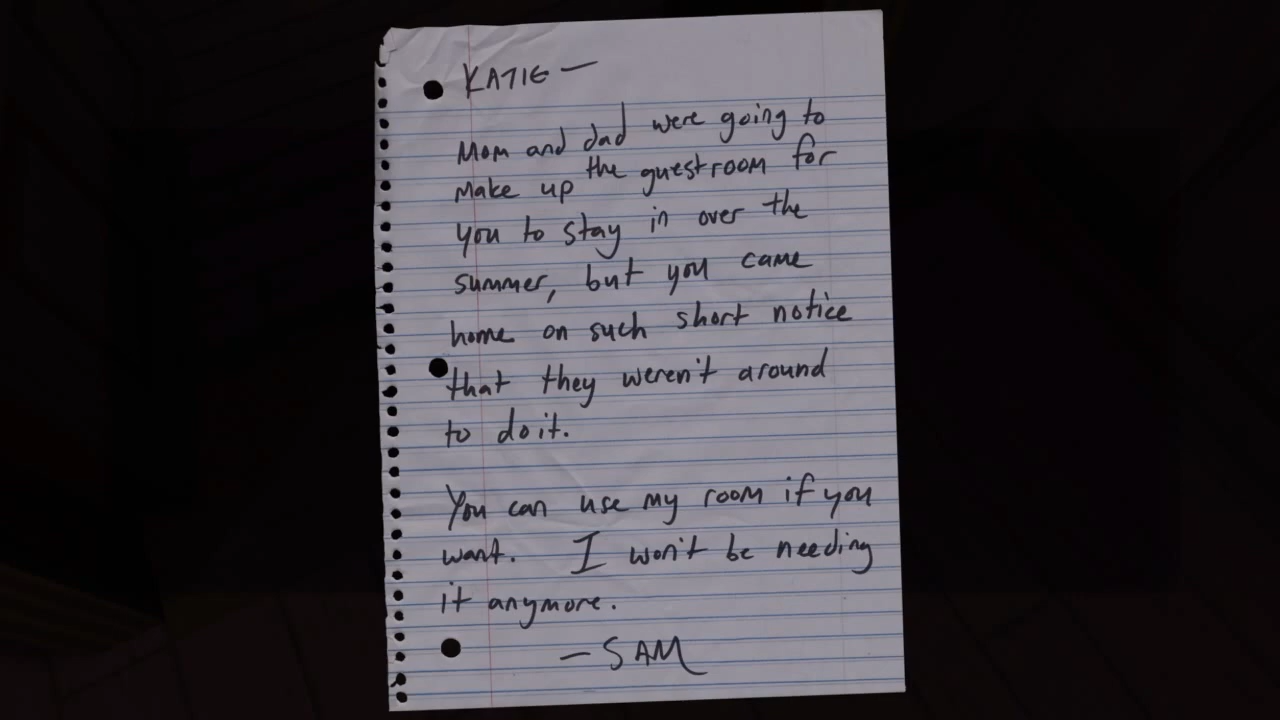 KATIE —
Mom and dad were going to
make up the guestroom for
you to stay in over the
summer, but you came
home on such short notice
that they weren't around
to do it.
You can use my room if you
want. I won't be needing
it anymore.
— SAM